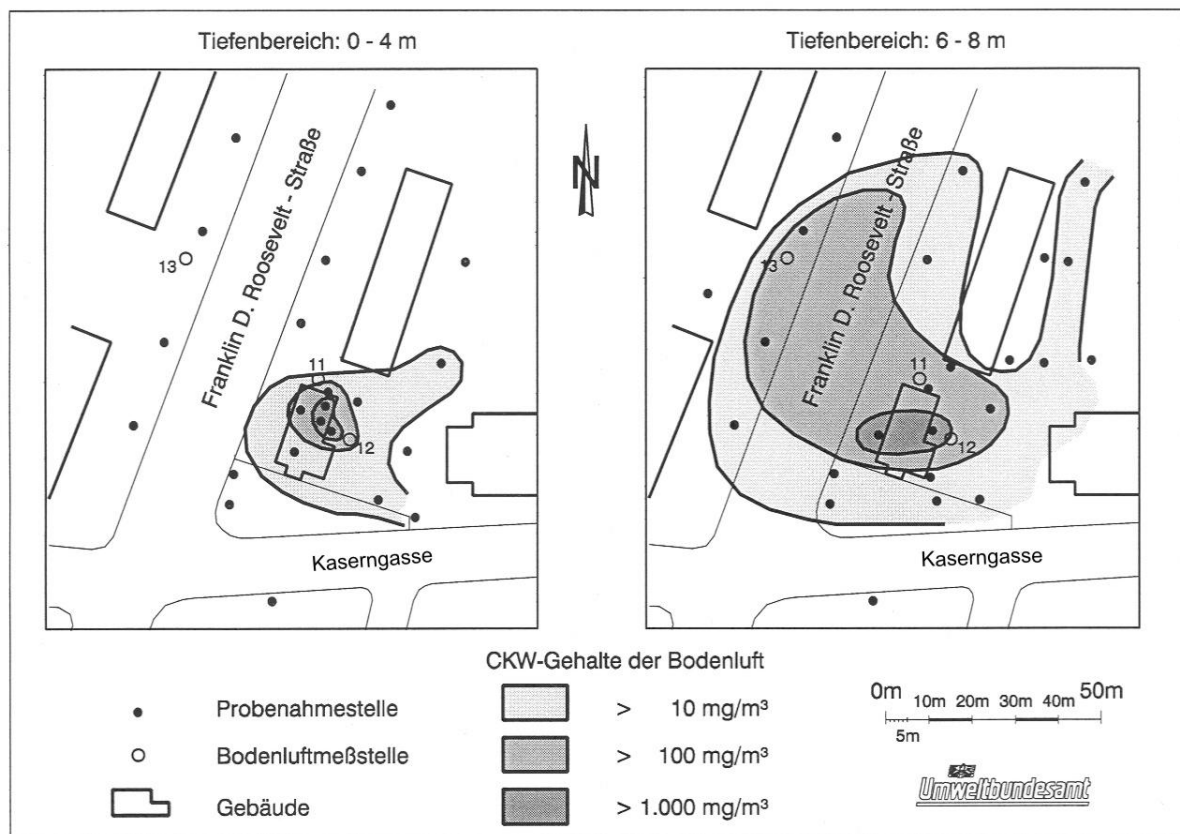 Tiefenbereich: 0 - 4 m
Franklin D. Roosevelt - Straße
13
11
12
Kaserngasse
N
Tiefenbereich: 6 - 8 m
Franklin D. Roosevelt - Straße
13
11
12
Kaserngasse
CKW-Gehalte der Bodenluft
Probenahmestelle
Bodenluftmeßstelle
Gebäude
> 10 mg/m³
> 100 mg/m³
> 1.000 mg/m³
0m 10m 20m 30m 40m 50m
5m
Umweltbundesamt